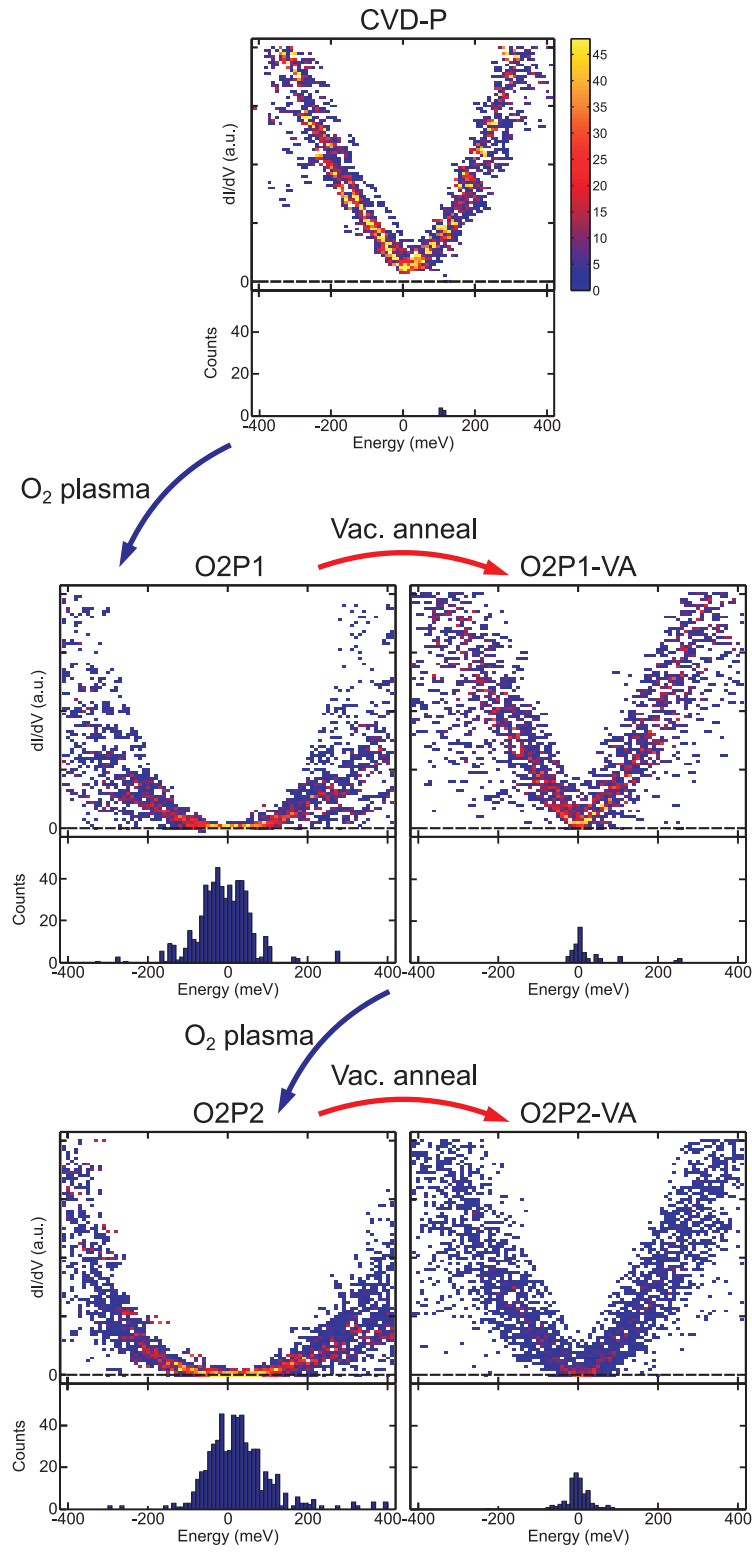 CVD-P
dI/dV (a.u.)
0
45
40
35
30
25
20
15
10
5
0
Counts
40
20
0
-400 -200 0 200 400
Energy (meV)
O₂ plasma
Vac. anneal
O2P1 O2P1-VA
dI/dV (a.u.)
0
Counts
40
20
0
-400 -200 0 200 400 -400 -200 0 200 400
Energy (meV) Energy (meV)
O₂ plasma
Vac. anneal
O2P2 O2P2-VA
dI/dV (a.u.)
0
Counts
40
20
0
-400 -200 0 200 400 -400 -200 0 200 400
Energy (meV) Energy (meV)